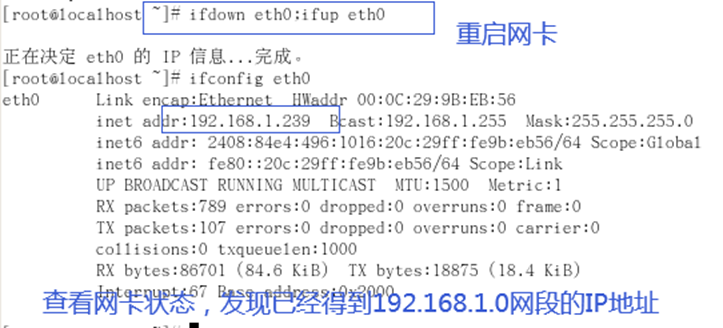 [root@localhost ~]# ifdown eth0;ifup eth0
重启网卡
正在决定 eth0 的 IP 信息...完成。
[root@localhost ~]# ifconfig eth0
eth0 Link encap:Ethernet HWaddr 00:0C:29:9B:EB:56
inet addr:192.168.1.239 Bcast:192.168.1.255 Mask:255.255.255.0
inet6 addr: 2408:84e4:496:1016:20c:29ff:fe9b:eb56/64 Scope:Global
inet6 addr: fe80::20c:29ff:fe9b:eb56/64 Scope:Link
UP BROADCAST RUNNING MULTICAST MTU:1500 Metric:1
RX packets:789 errors:0 dropped:0 overruns:0 frame:0
TX packets:107 errors:0 dropped:0 overruns:0 carrier:0
collisions:0 txqueuelen:1000
RX bytes:86701 (84.6 KiB) TX bytes:18875 (18.4 KiB)
Interrupt:67 Base address:0x2000
查看网卡状态，发现已经得到192.168.1.0网段的IP地址